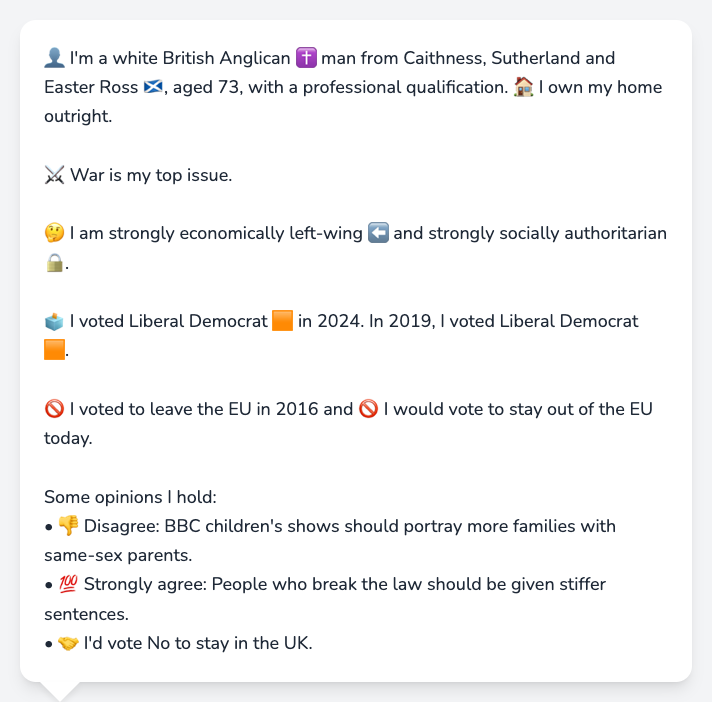 👤 I'm a white British Anglican ✝️ man from Caithness, Sutherland and
Easter Ross 🏴󠁧󠁢󠁳󠁣󠁴󠁿, aged 73, with a professional qualification. 🏠 I own my home
outright.
⚔️ War is my top issue.
🤔 I am strongly economically left-wing ⬅️ and strongly socially authoritarian
🔒.
🗳️ I voted Liberal Democrat 🟧 in 2024. In 2019, I voted Liberal Democrat
🟧.
🚫 I voted to leave the EU in 2016 and 🚫 I would vote to stay out of the EU
today.
Some opinions I hold:
• 👎 Disagree: BBC children's shows should portray more families with
same-sex parents.
• 💯 Strongly agree: People who break the law should be given stiffer
sentences.
• 🤝 I'd vote No to stay in the UK.